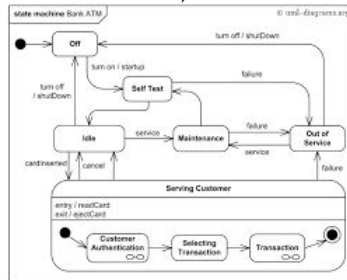 state machine Bank ATM
© uml-diagrams.org
Off
turn off / shutDown
turn on / startup
failure
Self Test
turn off
/ shutDown
Idle
service
Maintenance
failure
service
Out of
Service
cardInserted
cancel
failure
Serving Customer
entry / readCard
exit / ejectCard
Customer
Authentication
Selecting
Transaction
Transaction